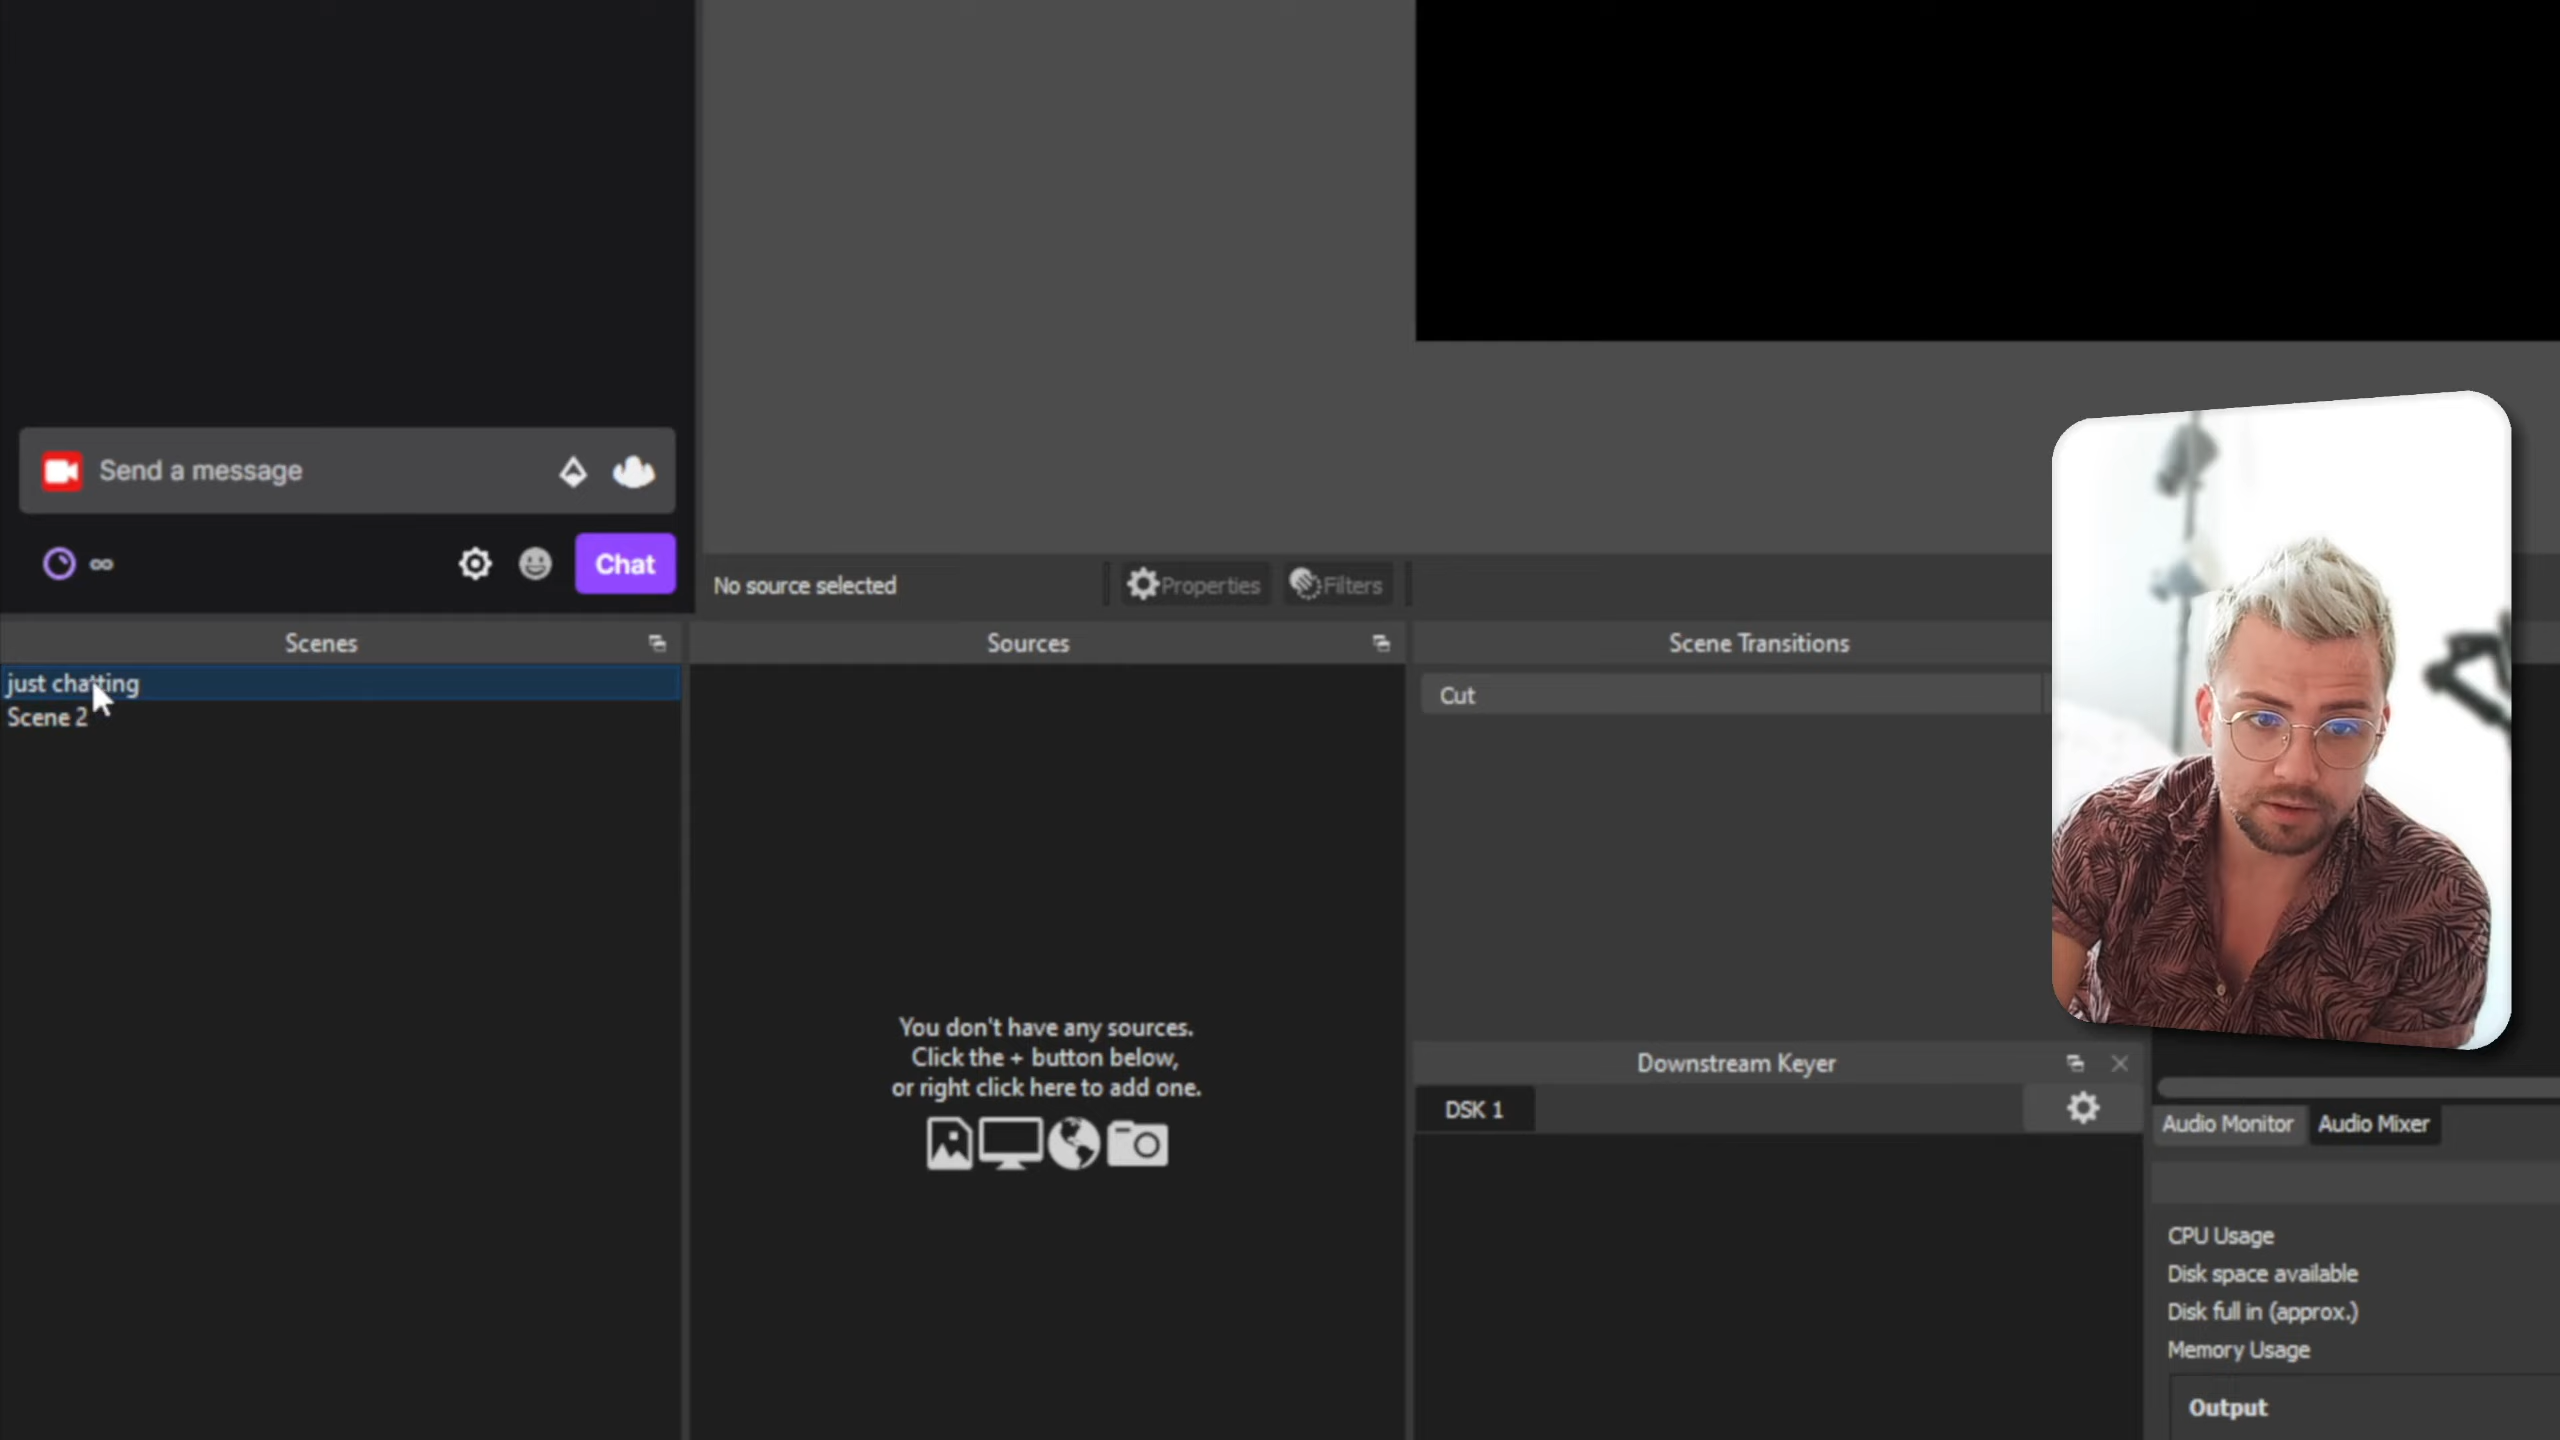 Send a message
∞
Chat
No source selected
Properties
Filters
Scenes
Sources
Scene Transitions
just chatting
Scene 2
Cut
You don't have any sources.
Click the + button below,
or right click here to add one.
Downstream Keyer
DSK 1
Audio Monitor
Audio Mixer
CPU Usage
Disk space available
Disk full in (approx.)
Memory Usage
Output